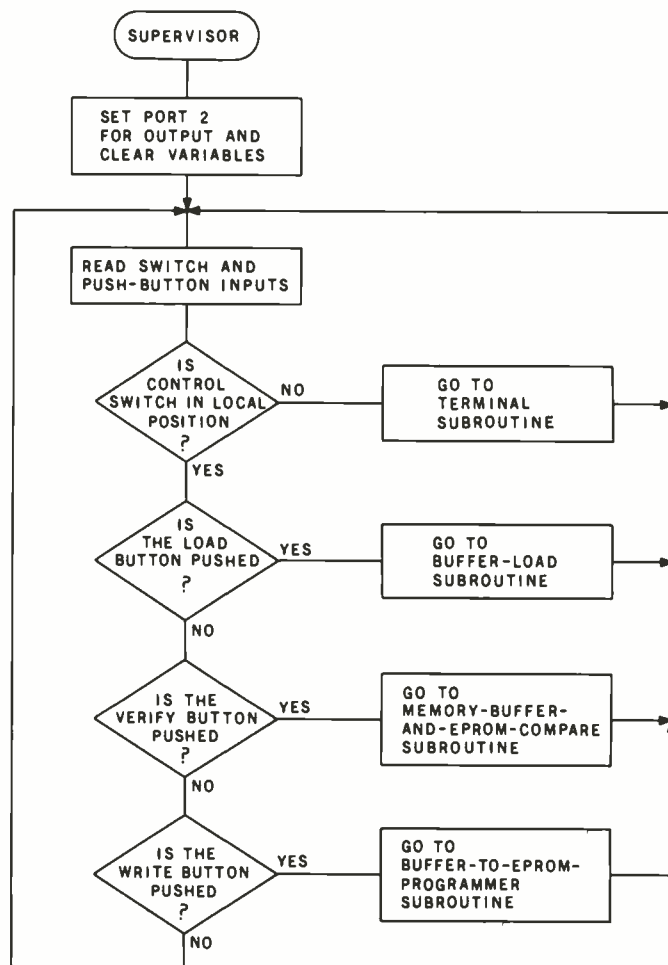 SUPERVISOR
SET PORT 2
FOR OUTPUT AND
CLEAR VARIABLES
READ SWITCH AND
PUSH-BUTTON INPUTS
IS
CONTROL
SWITCH IN LOCAL
POSITION
?
NO
GO TO
TERMINAL
SUBROUTINE
YES
IS
THE LOAD
BUTTON PUSHED
?
YES
GO TO
BUFFER-LOAD
SUBROUTINE
NO
IS THE
VERIFY BUTTON
PUSHED
?
YES
GO TO
MEMORY-BUFFER-
AND-EPROM-COMPARE
SUBROUTINE
NO
IS THE
WRITE BUTTON
PUSHED
?
YES
GO TO
BUFFER-TO-EPROM-
PROGRAMMER
SUBROUTINE
NO